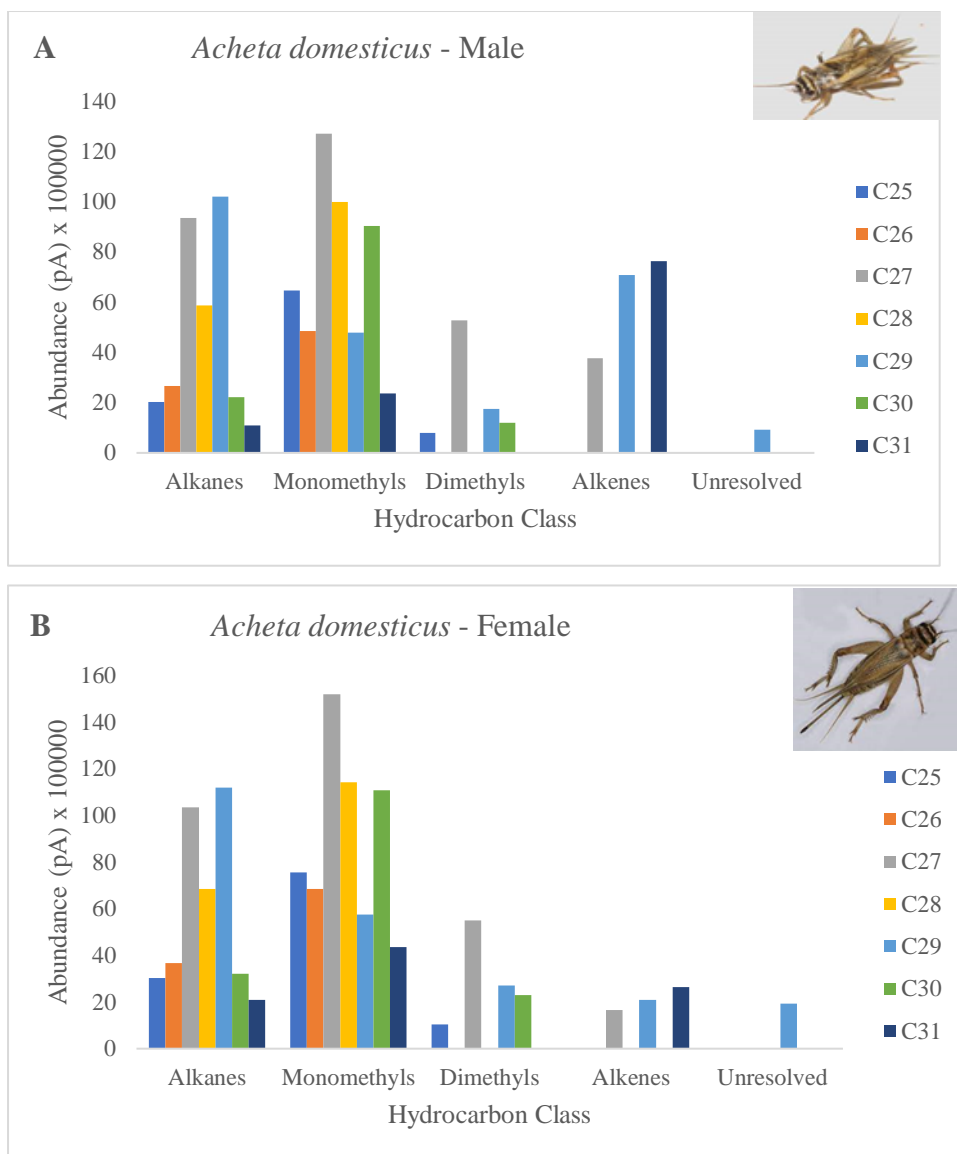 A
Acheta domesticus - Male
140
120
100
80
60
40
20
0
Abundance (pA) x 100000
Alkanes Monomethyls Dimethyls Alkenes Unresolved
Hydrocarbon Class
C25
C26
C27
C28
C29
C30
C31
B
Acheta domesticus - Female
160
140
120
100
80
60
40
20
0
Abundance (pA) x 100000
Alkanes Monomethyls Dimethyls Alkenes Unresolved
Hydrocarbon Class
C25
C26
C27
C28
C29
C30
C31